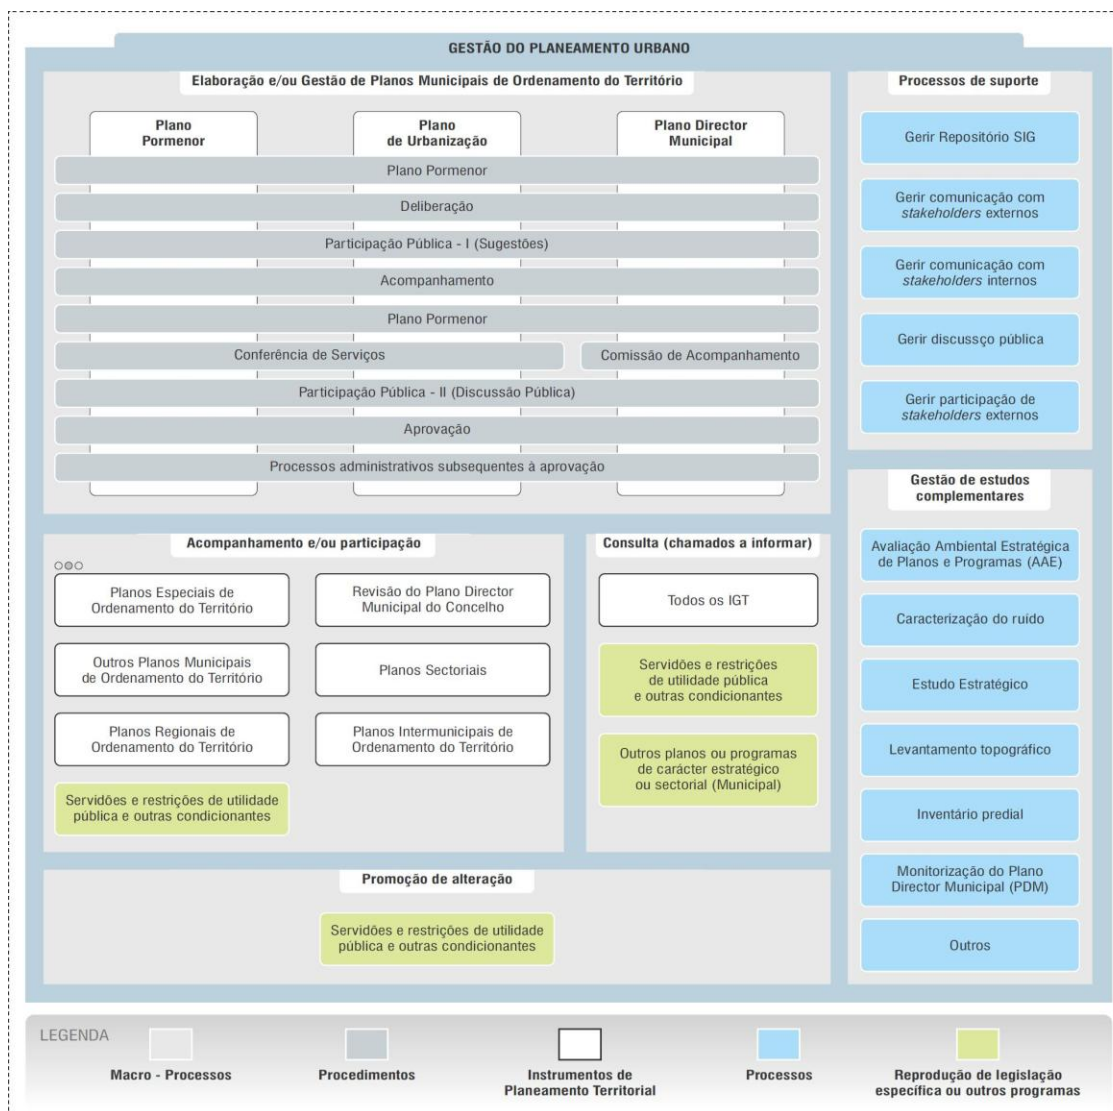 GESTÃO DO PLANEAMENTO URBANO
Elaboração e/ou Gestão de Planos Municipais de Ordenamento do Território
Plano
Pormenor
Plano
de Urbanização
Plano Director
Municipal
Plano Pormenor
Deliberação
Participação Pública - I (Sugestões)
Acompanhamento
Plano Pormenor
Conferência de Serviços
Comissão de Acompanhamento
Participação Pública - II (Discussão Pública)
Aprovação
Processos administrativos subsequentes à aprovação
Processos de suporte
Gerir Repositório SIG
Gerir comunicação com
stakeholders externos
Gerir comunicação com
stakeholders internos
Gerir discussço pública
Gerir participação de
stakeholders externos
Acompanhamento e/ou participação
Planos Especiais de
Ordenamento do Território
Revisão do Plano Director
Municipal do Concelho
Outros Planos Municipais
de Ordenamento do Território
Planos Sectoriais
Planos Regionais de
Ordenamento do Território
Planos Intermunicipais de
Ordenamento do Território
Servidões e restrições de utilidade
pública e outras condicionantes
Consulta (chamados a informar)
Todos os IGT
Servidões e restrições
de utilidade pública
e outras condicionantes
Outros planos ou programas
de carácter estratégico
ou sectorial (Municipal)
Gestão de estudos
complementares
Avaliação Ambiental Estratégica
de Planos e Programas (AAE)
Caracterização do ruído
Estudo Estratégico
Levantamento topográfico
Inventário predial
Monitorização do Plano
Director Municipal (PDM)
Outros
Promoção de alteração
Servidões e restrições de utilidade
pública e outras condicionantes
LEGENDA
Macro - Processos
Procedimentos
Instrumentos de
Planeamento Territorial
Processos
Reprodução de legislação
específica ou outros programas